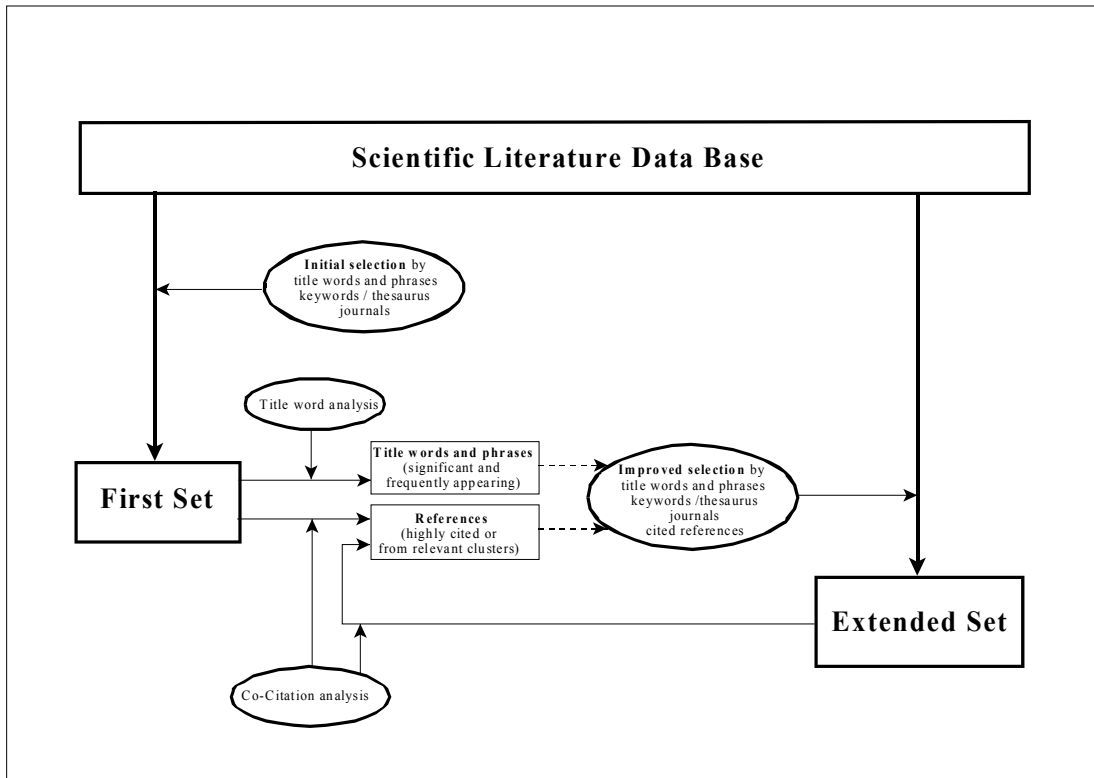 Scientific Literature Data Base
Initial selection by
title words and phrases
keywords / thesaurus
journals
Title word analysis
First Set
Title words and phrases
(significant and
frequently appearing)
References
(highly cited or
from relevant clusters)
Improved selection by
title words and phrases
keywords /thesaurus
journals
cited references
Extended Set
Co-Citation analysis